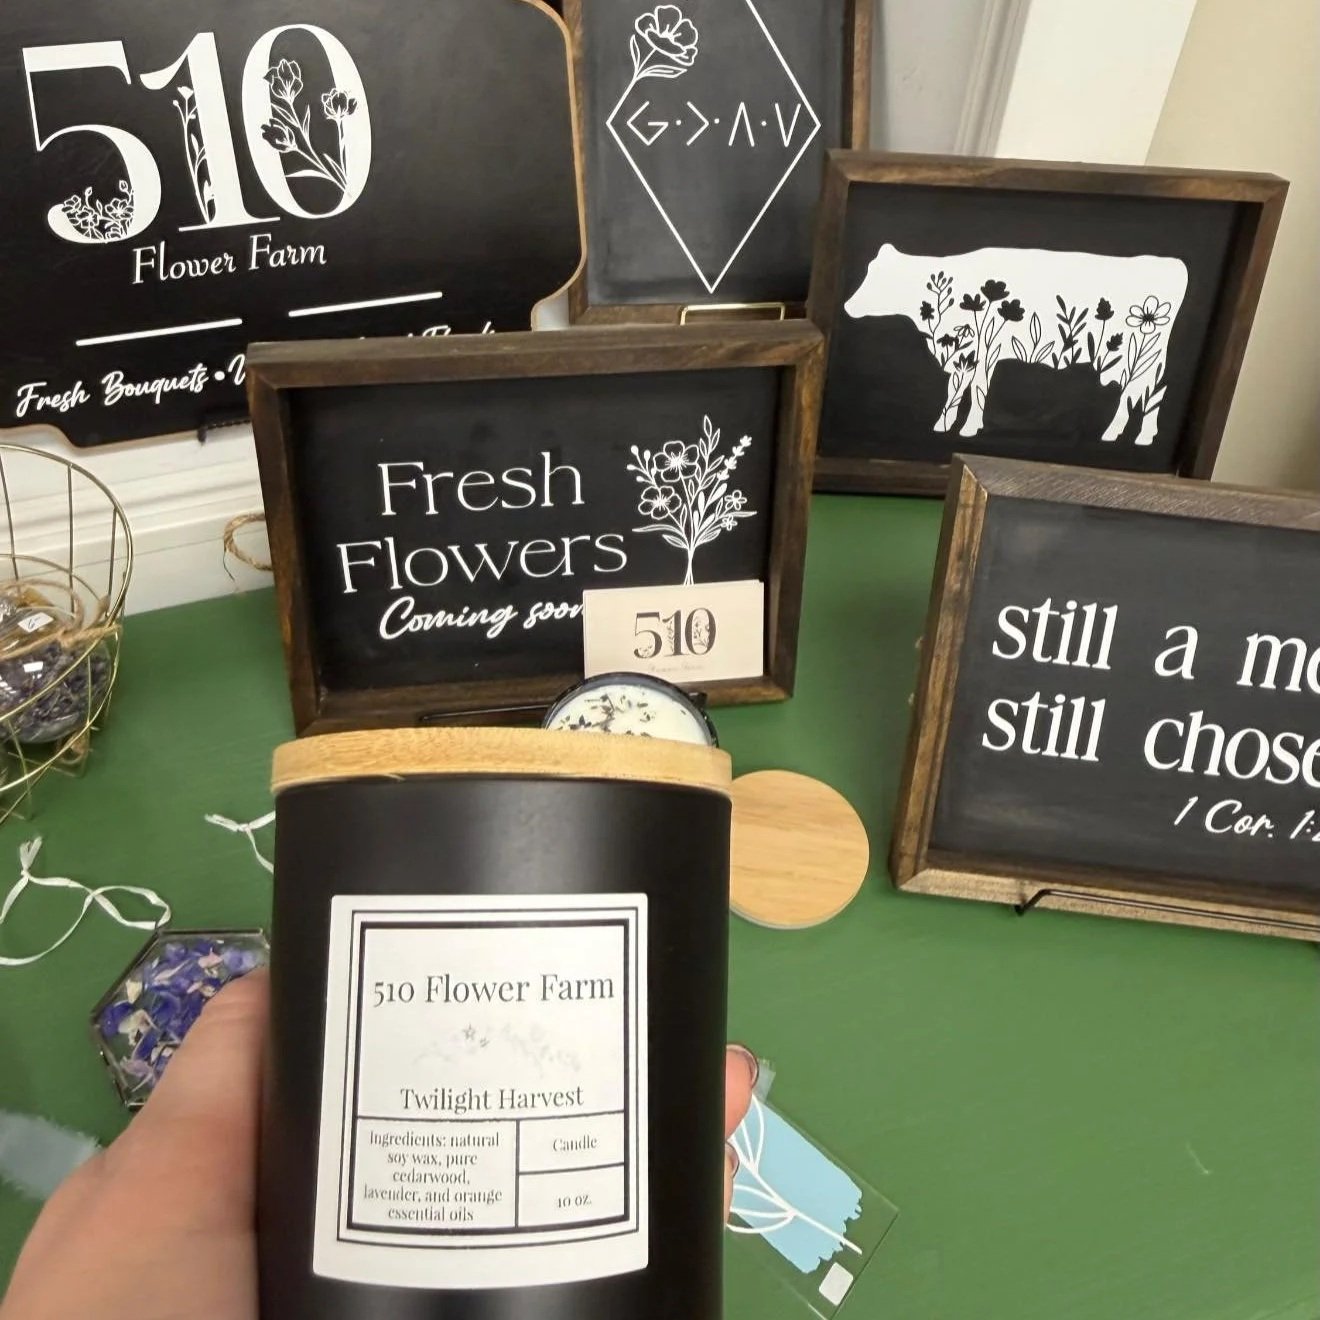 510
Flower Farm
Fresh Bouquets •
G · > · Λ · V
Fresh
Flowers
Coming soon
510
still a
still chose
1 Cor. 1:
510 Flower Farm
Twilight Harvest
Ingredients: natural
soy wax, pure
cedarwood,
lavender, and orange
essential oils
Candle
10 oz.